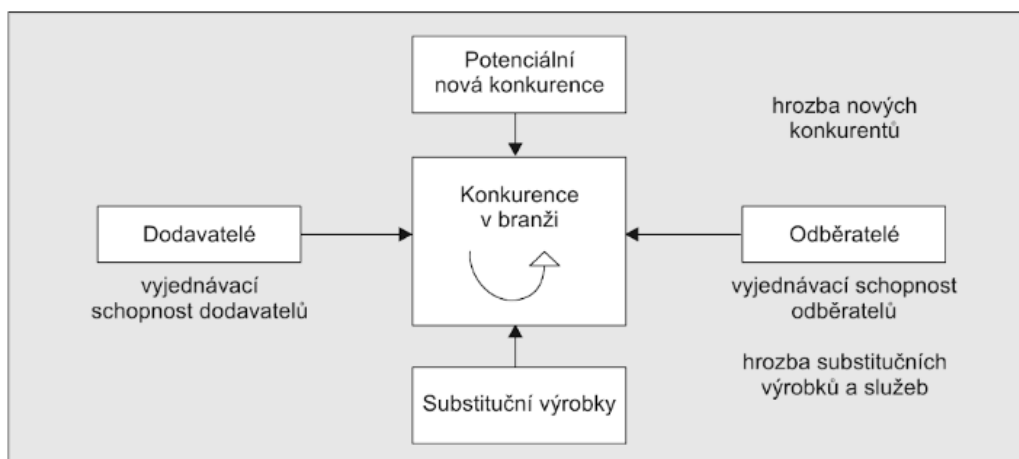 Potenciální
nová konkurence
hrozba nových
konkurentů
Konkurence
v branži
Dodavatelé
Odběratelé
vyjednávací
schopnost dodavatelů
vyjednávací schopnost
odběratelů
hrozba substitučních
výrobků a služeb
Substituční výrobky